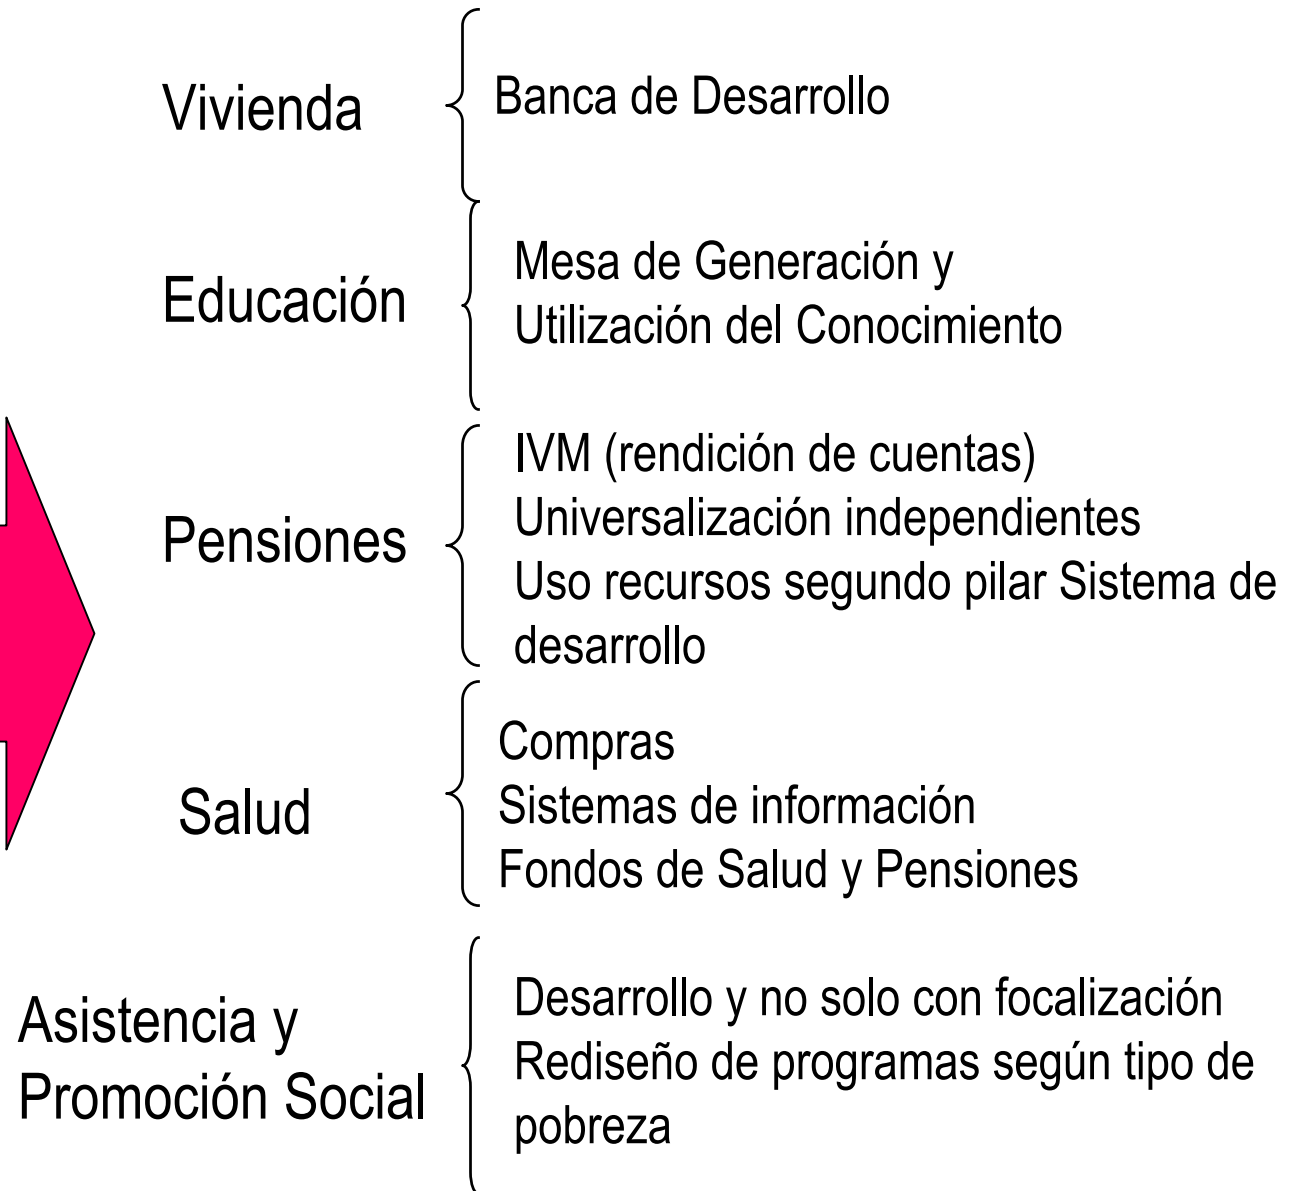 Vivienda
Banca de Desarrollo
Educación
Mesa de Generación y
Utilización del Conocimiento
Pensiones
IVM (rendición de cuentas)
Universalización independientes
Uso recursos segundo pilar Sistema de
desarrollo
Salud
Compras
Sistemas de información
Fondos de Salud y Pensiones
Asistencia y
Promoción Social
Desarrollo y no solo con focalización
Rediseño de programas según tipo de
pobreza